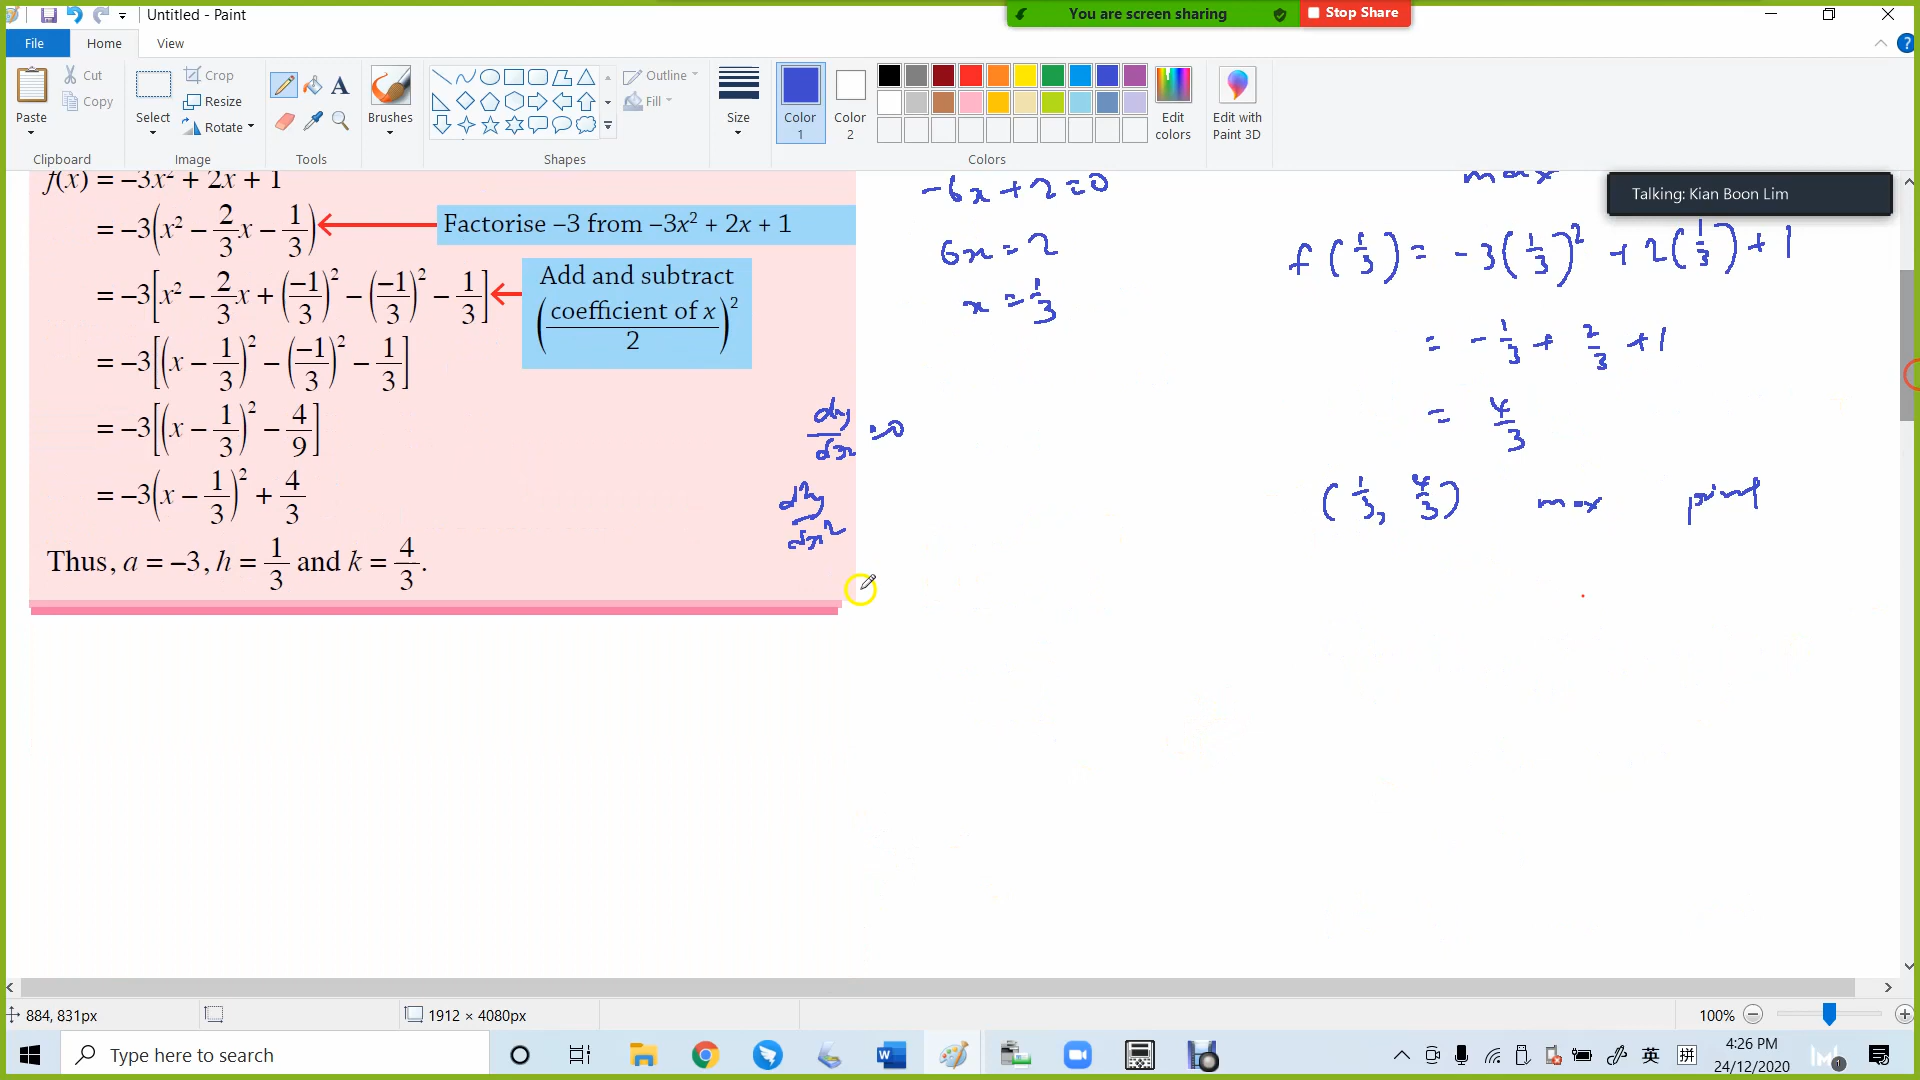 Untitled - Paint
You are screen sharing
Stop Share
File Home View
Paste
Cut
Copy
Clipboard
Select
Crop
Resize
Rotate
Image
Tools
Brushes
Shapes
Outline
Fill
Size
Color 1
Color 2
Colors
Edit colors
Edit with Paint 3D
Talking: Kian Boon Lim
f(x) = −3x² + 2x + 1
= −3(x² − 2/3 x − 1/3)
Factorise −3 from −3x² + 2x + 1
= −3[x² − 2/3 x + (−1/3)² − (−1/3)² − 1/3]
Add and subtract
(coefficient of x / 2)²
= −3[(x − 1/3)² − (−1/3)² − 1/3]
= −3[(x − 1/3)² − 4/9]
= −3(x − 1/3)² + 4/3
Thus, a = −3, h = 1/3 and k = 4/3.
dy/dx = 0
d²y/dx²
-6x + 2 = 0
6x = 2
x = 1/3
max
f(1/3) = -3(1/3)² + 2(1/3) + 1
= -1/3 + 2/3 + 1
= 4/3
(1/3, 4/3) max point
884, 831px
1912 × 4080px
100%
Type here to search
英
拼
4:26 PM
24/12/2020
1